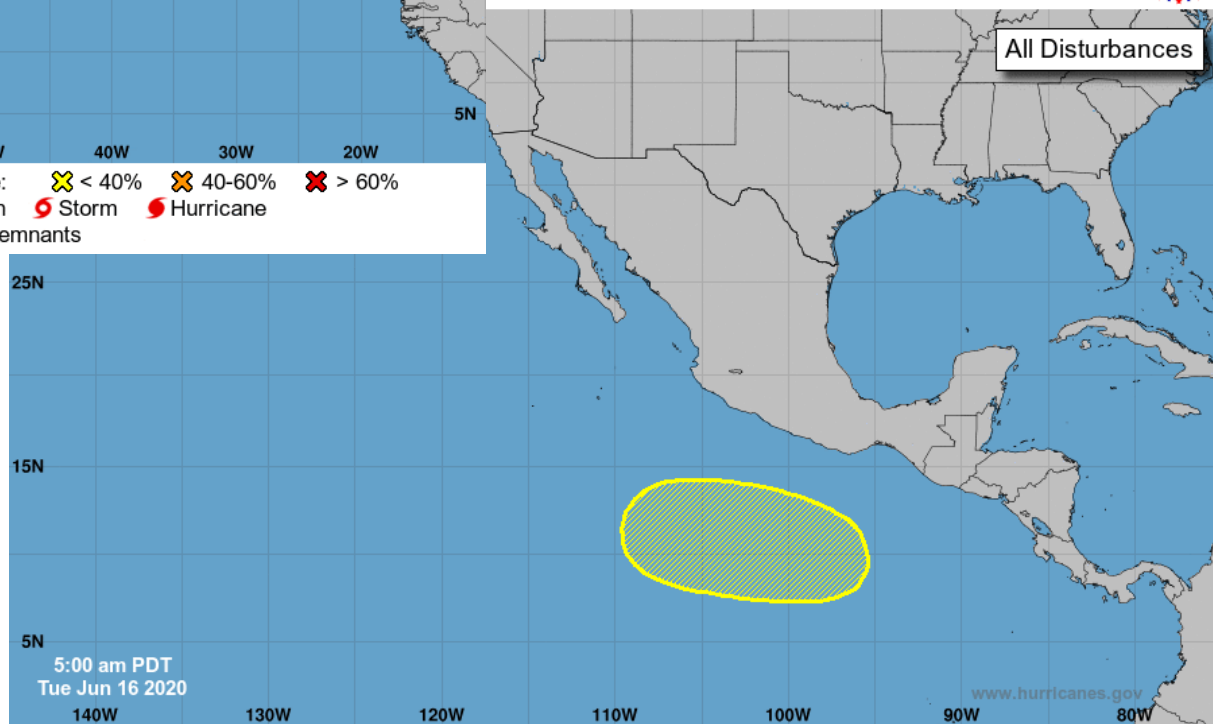 All Disturbances
5N
40W 30W 20W
< 40% 40-60% > 60%
Storm Hurricane
emnants
25N
15N
5N
5:00 am PDT
Tue Jun 16 2020
www.hurricanes.gov
140W 130W 120W 110W 100W 90W 80W